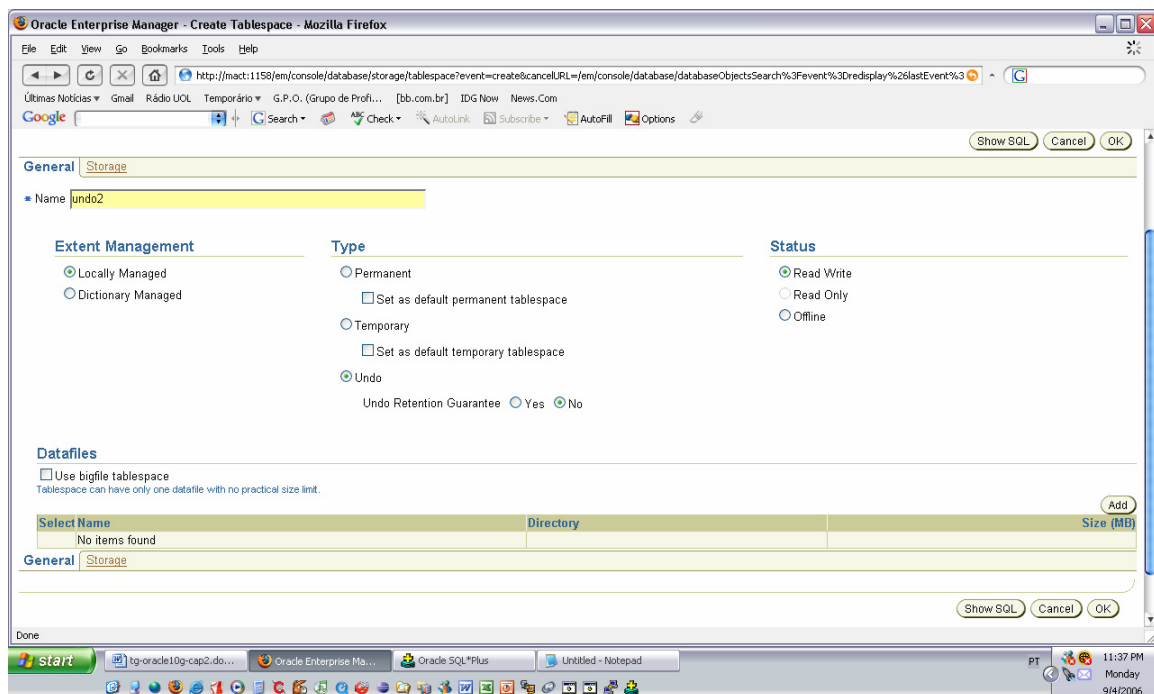 Oracle Enterprise Manager - Create Tablespace - Mozilla Firefox
File Edit View Go Bookmarks Tools Help
http://mact:1158/em/console/database/storage/tablespace?event=create&cancelURL=/em/console/database/databaseObjectsSearch%3Fevent%3Dredisplay%26lastEvent%3
Últimas Notícias Gmail Rádio UOL Temporário G.P.O. (Grupo de Profi... [bb.com.br] IDG Now News.Com
Google Search Check AutoLink Subscribe AutoFill Options
Show SQL Cancel OK
General Storage
* Name undo2
Extent Management Type Status
Locally Managed Permanent Read Write
Dictionary Managed Set as default permanent tablespace Read Only
Temporary Offline
Set as default temporary tablespace
Undo
Undo Retention Guarantee Yes No
Datafiles
Use bigfile tablespace
Tablespace can have only one datafile with no practical size limit.
Add
Select Name Directory Size (MB)
No items found
General Storage
Show SQL Cancel OK
Done
start tg-oracle10g-cap2.do... Oracle Enterprise Ma... Oracle SQL*Plus Untitled - Notepad PT 11:37 PM
Monday
9/4/2006